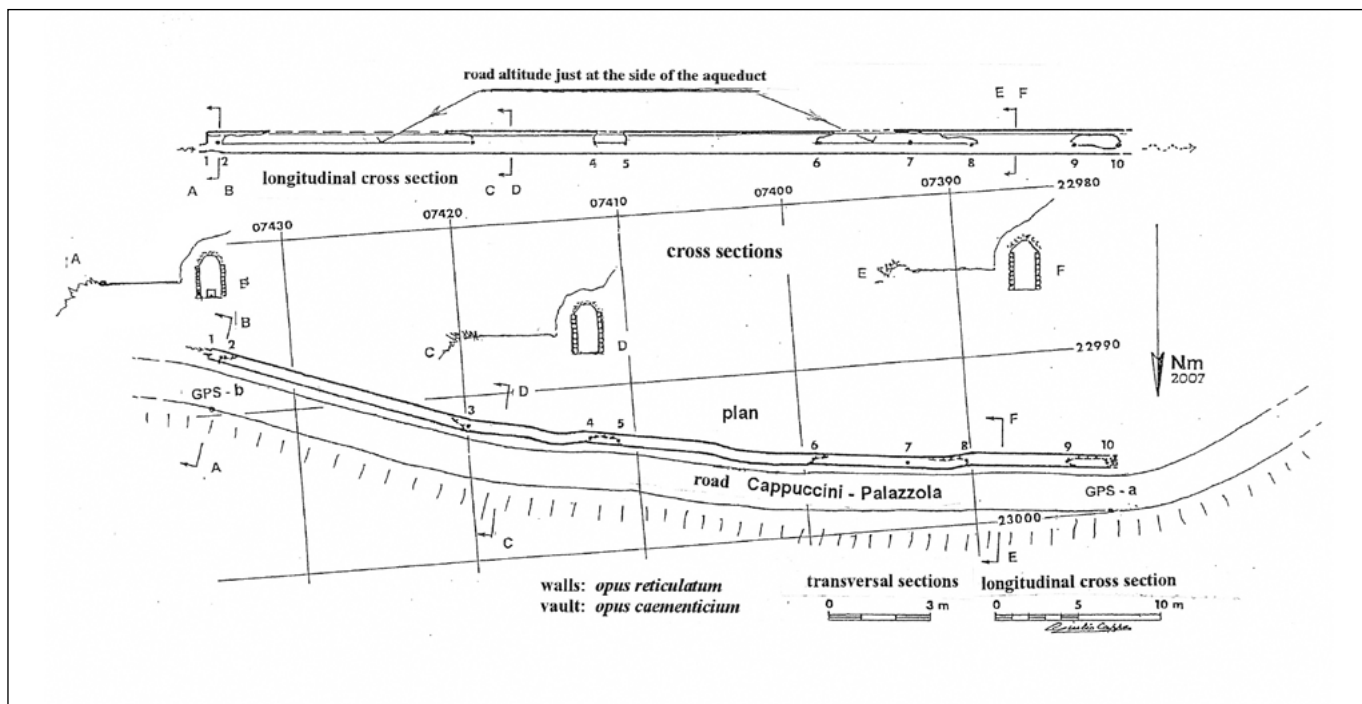 road altitude just at the side of the aqueduct
E F
1 2 4 5 6 7 8 9 10
A B longitudinal cross section C D
07430 07420 07410 07400 07390 22980
cross sections
A B
E F
C D
B
D
22990
Nm
2007
1 2
GPS - b
3 4 5 plan 6 7 8 F 9 10
A
road Cappuccini - Palazzola GPS - a
23000
C
E
walls: opus reticulatum
vault: opus caementicium
transversal sections longitudinal cross section
0 3 m 0 5 10 m